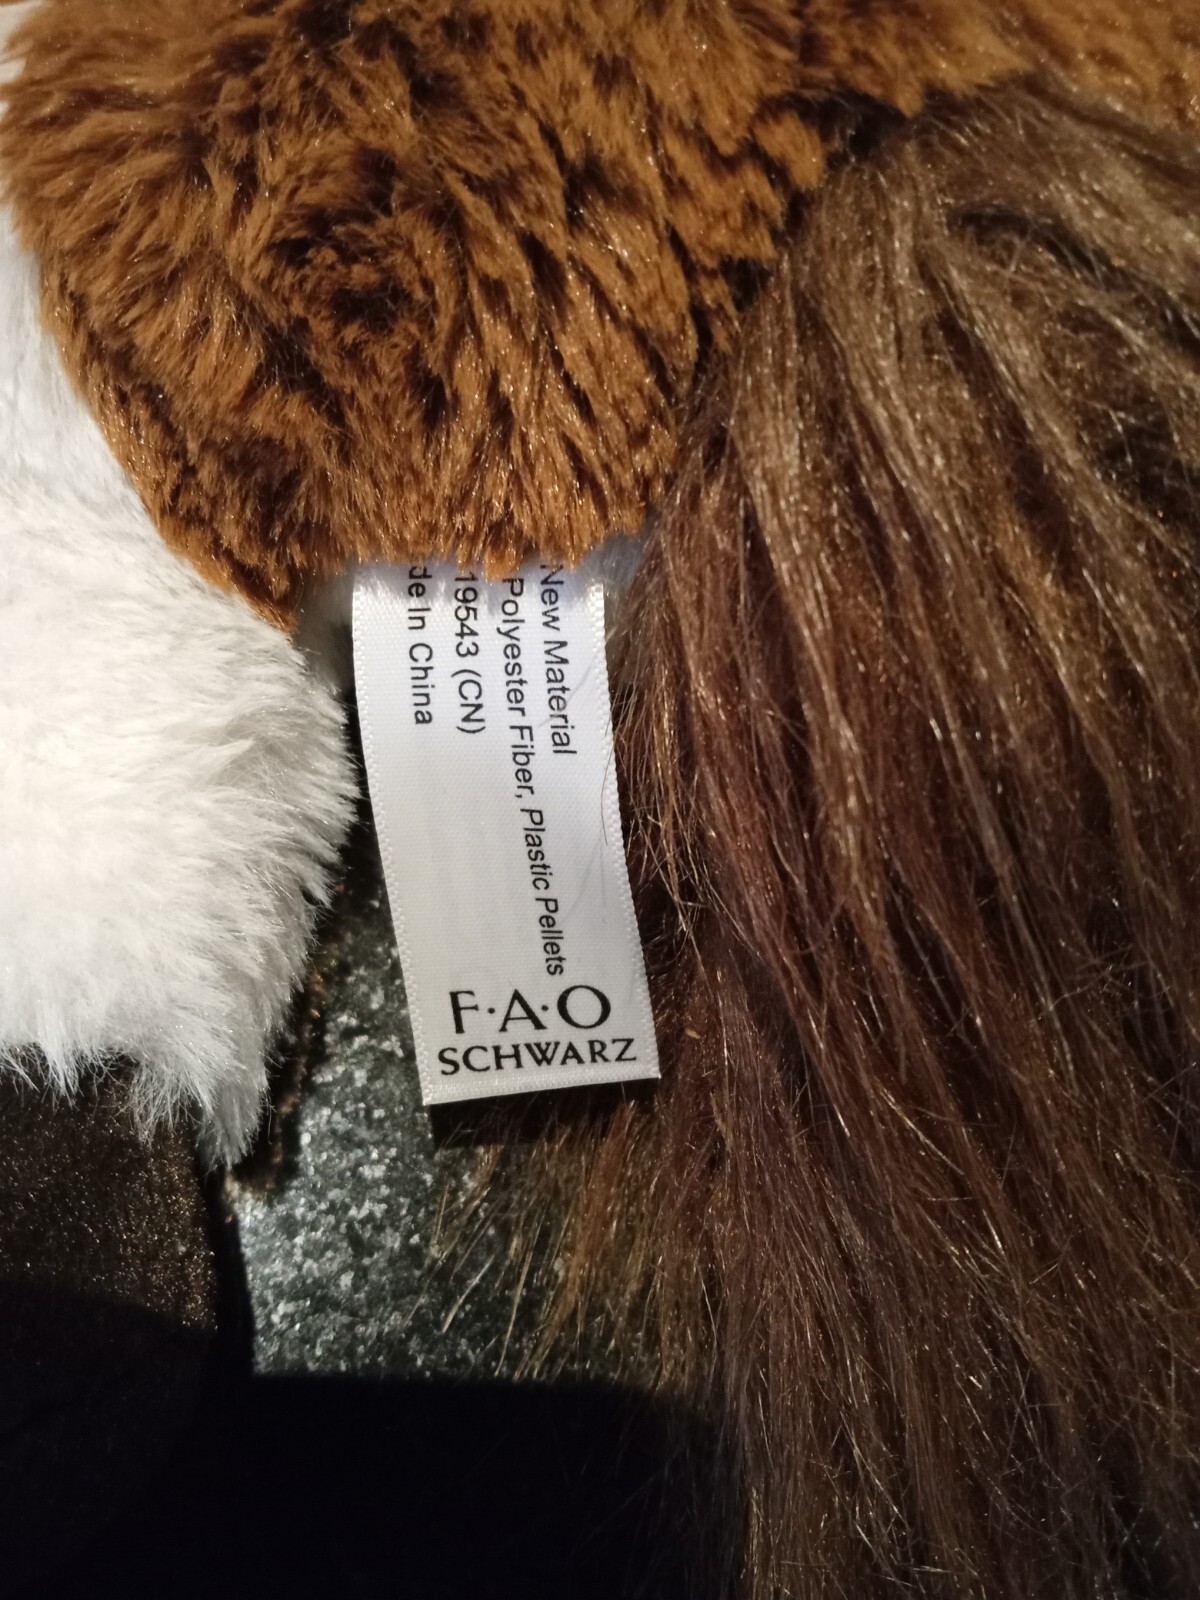 New Material
Polyester Fiber, Plastic Pellets
19543 (CN)
de In China
F·A·O
SCHWARZ